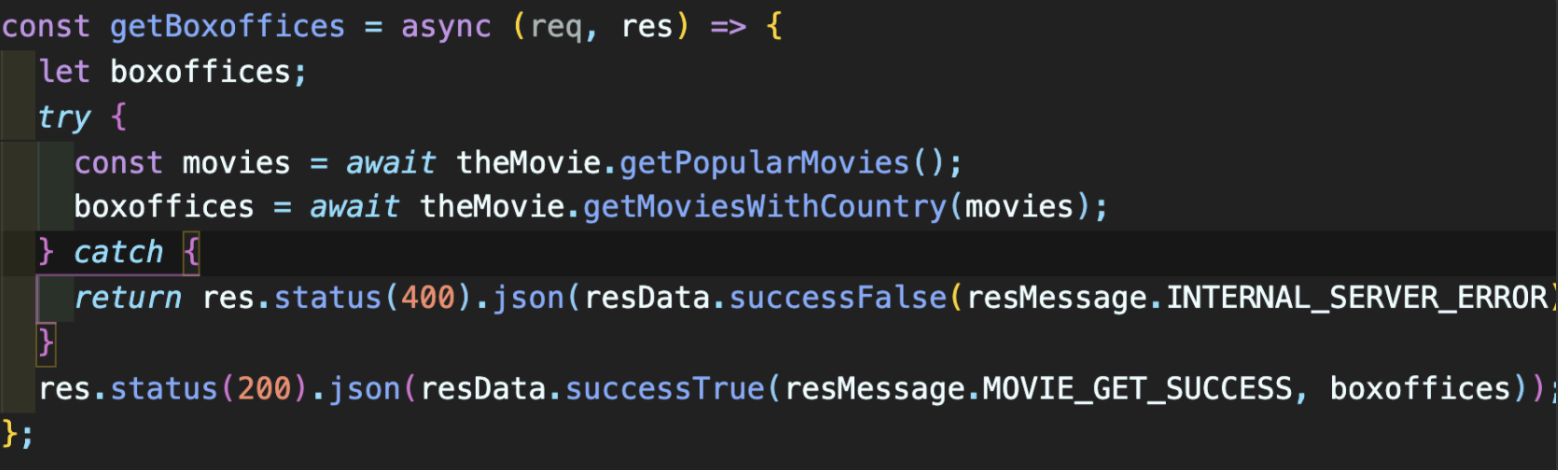 const getBoxoffices = async (req, res) => {
let boxoffices;
try {
const movies = await theMovie.getPopularMovies();
boxoffices = await theMovie.getMoviesWithCountry(movies);
} catch {
return res.status(400).json(resData.successFalse(resMessage.INTERNAL_SERVER_ERROR)
}
res.status(200).json(resData.successTrue(resMessage.MOVIE_GET_SUCCESS, boxoffices));
};